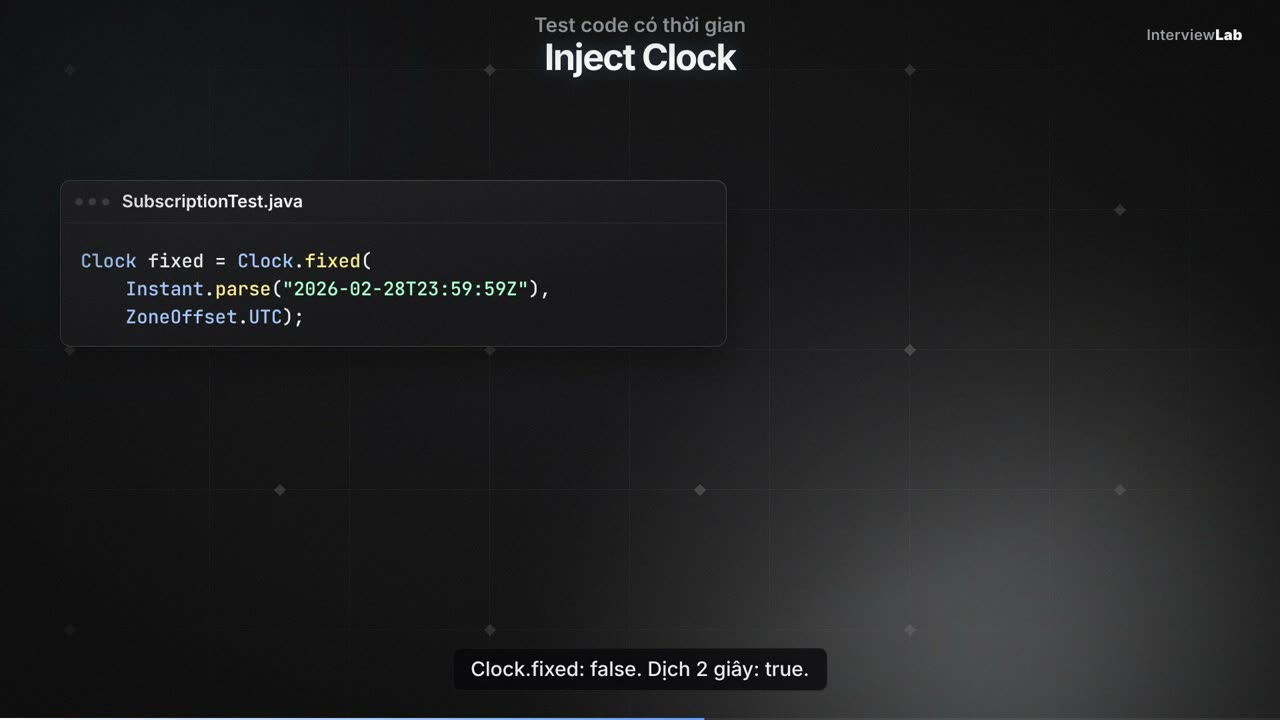 Test code có thời gian
Inject Clock
InterviewLab
SubscriptionTest.java
Clock fixed = Clock.fixed(
    Instant.parse("2026-02-28T23:59:59Z"),
    ZoneOffset.UTC);
Clock.fixed: false. Dịch 2 giây: true.